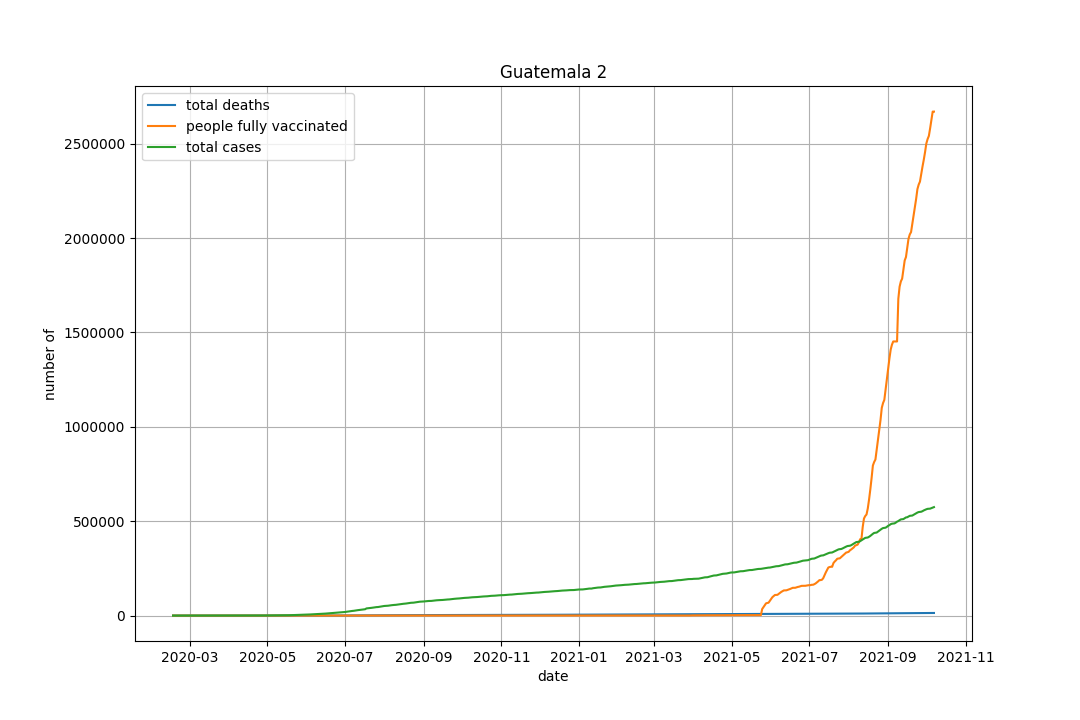 Guatemala 2
total deaths
people fully vaccinated
total cases
number of
2500000
2000000
1500000
1000000
500000
0
2020-03 2020-05 2020-07 2020-09 2020-11 2021-01 2021-03 2021-05 2021-07 2021-09 2021-11
date